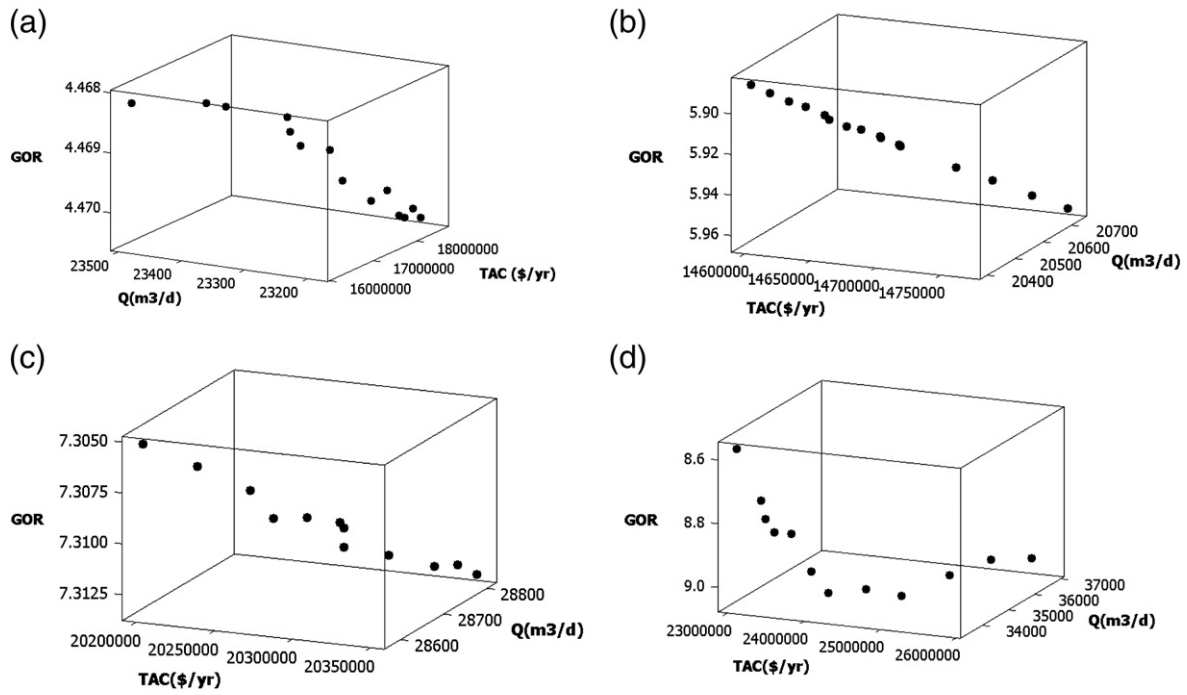 (a)
4.468
4.469
4.470
GOR
23500
23400
23300
23200
Q(m3/d)
16000000
17000000
18000000
TAC ($/yr)
(b)
5.90
5.92
5.94
5.96
GOR
14600000
14650000
14700000
14750000
TAC($/yr)
20400
20500
20600
20700
Q(m3/d)
(c)
7.3050
7.3075
7.3100
7.3125
GOR
20200000
20250000
20300000
20350000
TAC($/yr)
28600
28700
28800
Q(m3/d)
(d)
8.6
8.8
9.0
GOR
23000000
24000000
25000000
26000000
TAC($/yr)
34000
35000
36000
37000
Q(m3/d)